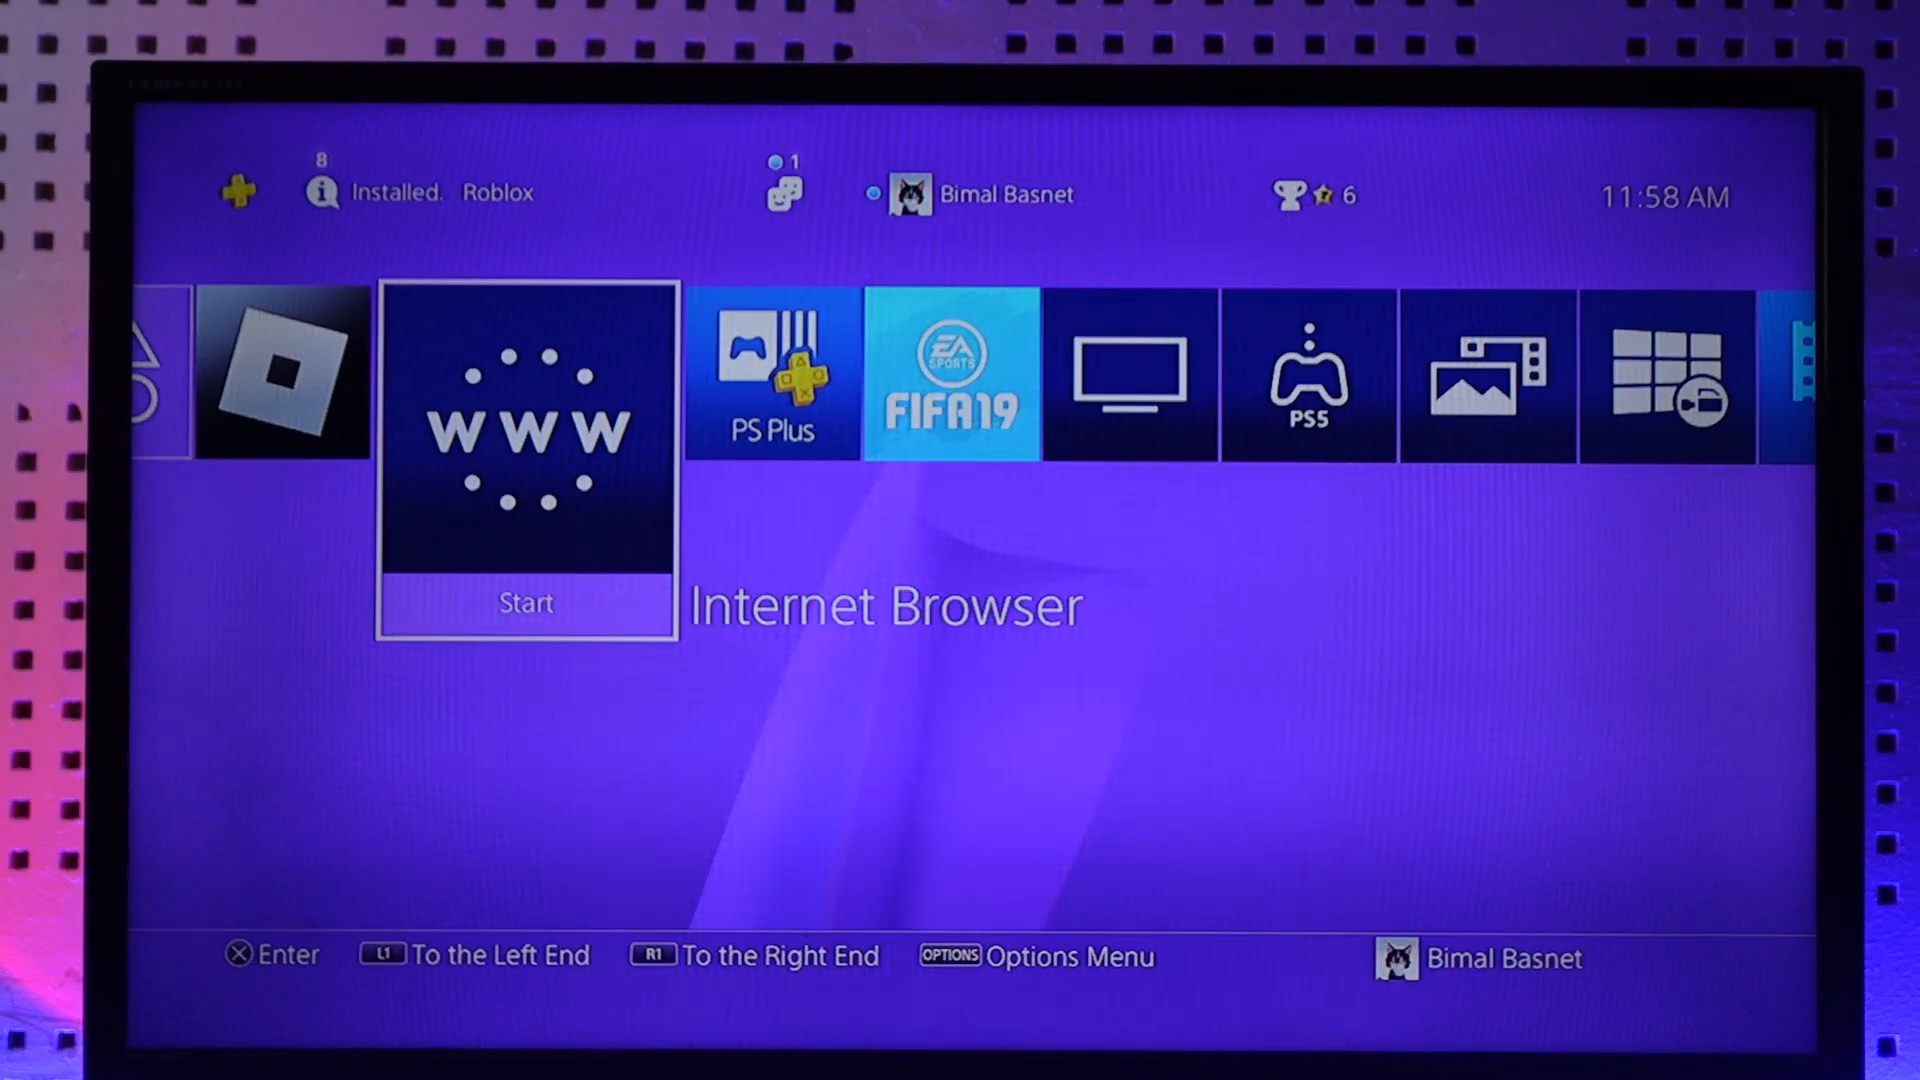 8
Installed. Roblox
1
Bimal Basnet
6
11:58 AM
WWW
PS Plus
EA
SPORTS
FIFA19
PS5
Start
Internet Browser
Enter
L1 To the Left End
R1 To the Right End
OPTIONS Options Menu
Bimal Basnet